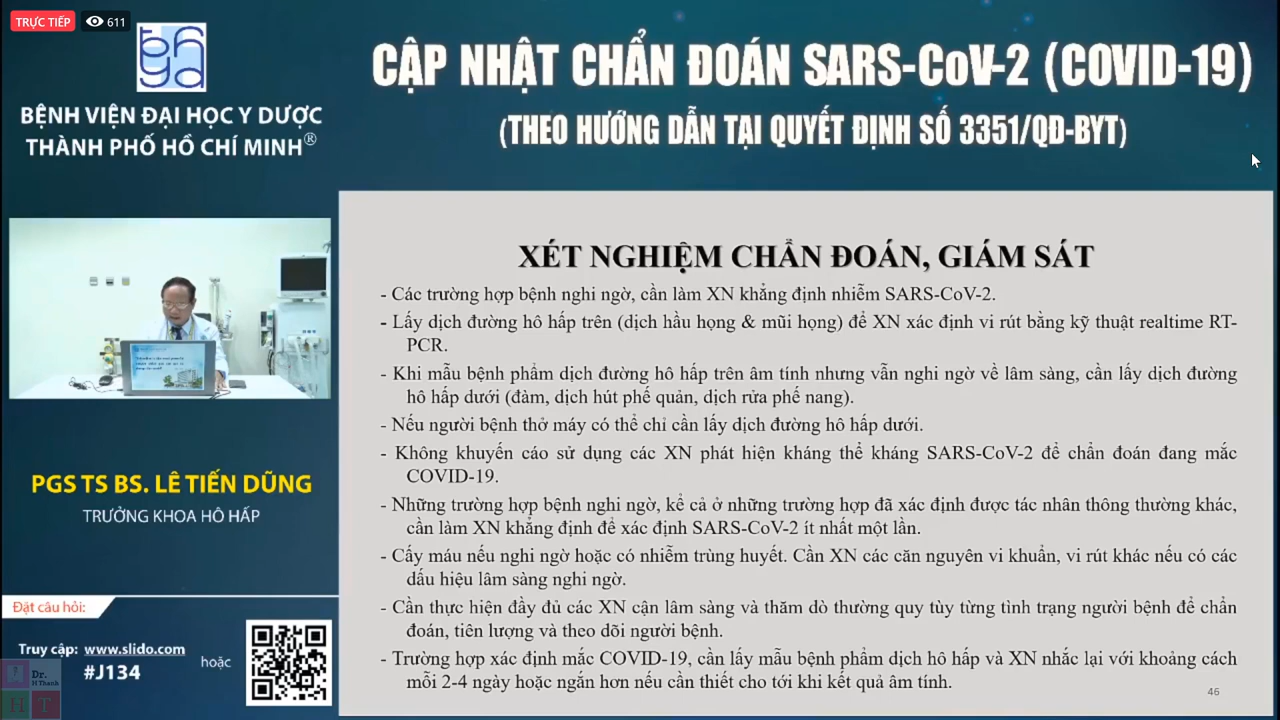 TRỰC TIẾP
611
BỆNH VIỆN ĐẠI HỌC Y DƯỢC
THÀNH PHỐ HỒ CHÍ MINH®
CẬP NHẬT CHẨN ĐOÁN SARS-CoV-2 (COVID-19)
(THEO HƯỚNG DẪN TẠI QUYẾT ĐỊNH SỐ 3351/QĐ-BYT)
XÉT NGHIỆM CHẨN ĐOÁN, GIÁM SÁT
- Các trường hợp bệnh nghi ngờ, cần làm XN khẳng định nhiễm SARS-CoV-2.
- Lấy dịch đường hô hấp trên (dịch hầu họng & mũi họng) để XN xác định vi rút bằng kỹ thuật realtime RT-
PCR.
- Khi mẫu bệnh phẩm dịch đường hô hấp trên âm tính nhưng vẫn nghi ngờ về lâm sàng, cần lấy dịch đường
hô hấp dưới (đàm, dịch hút phế quản, dịch rửa phế nang).
- Nếu người bệnh thở máy có thể chỉ cần lấy dịch đường hô hấp dưới.
- Không khuyến cáo sử dụng các XN phát hiện kháng thể kháng SARS-CoV-2 để chẩn đoán đang mắc
COVID-19.
- Những trường hợp bệnh nghi ngờ, kể cả ở những trường hợp đã xác định được tác nhân thông thường khác,
cần làm XN khẳng định để xác định SARS-CoV-2 ít nhất một lần.
- Cấy máu nếu nghi ngờ hoặc có nhiễm trùng huyết. Cần XN các căn nguyên vi khuẩn, vi rút khác nếu có các
dấu hiệu lâm sàng nghi ngờ.
- Cần thực hiện đầy đủ các XN cận lâm sàng và thăm dò thường quy tùy từng tình trạng người bệnh để chẩn
đoán, tiên lượng và theo dõi người bệnh.
- Trường hợp xác định mắc COVID-19, cần lấy mẫu bệnh phẩm dịch hô hấp và XN nhắc lại với khoảng cách
mỗi 2-4 ngày hoặc ngắn hơn nếu cần thiết cho tới khi kết quả âm tính.
46
PGS TS BS. LÊ TIẾN DŨNG
TRƯỞNG KHOA HÔ HẤP
Đặt câu hỏi:
Truy cập: www.slido.com
#J134
hoặc
Dr.
H Thanh
H T